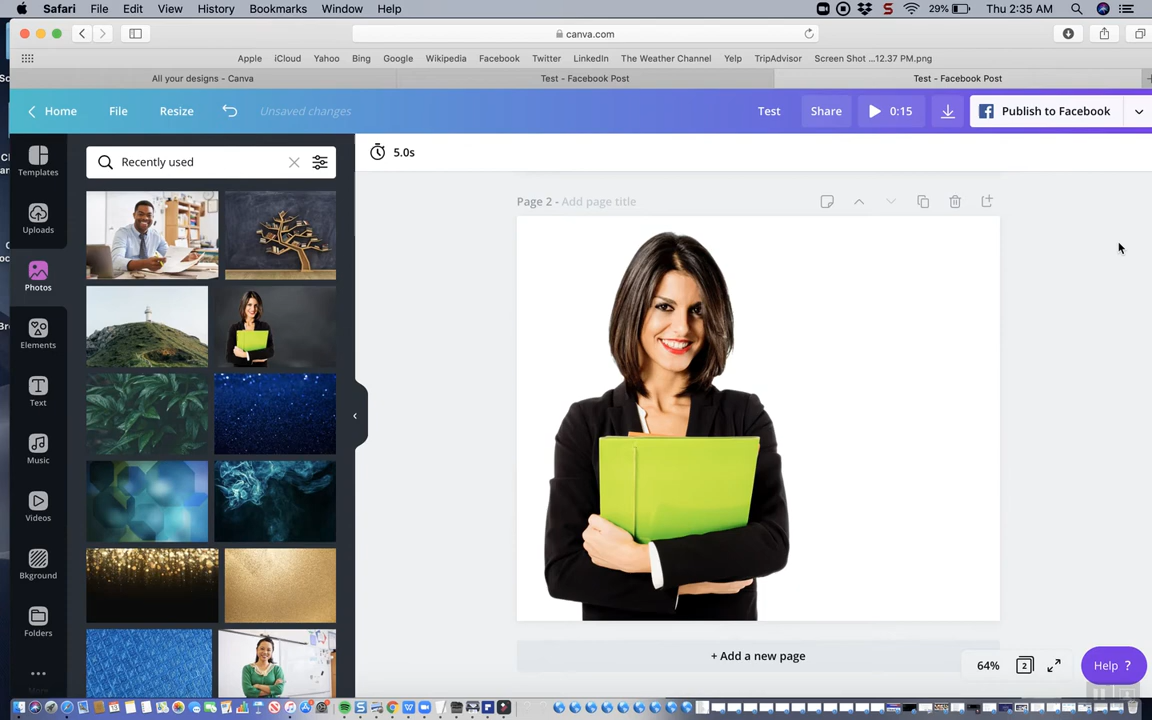 Safari File Edit View History Bookmarks Window Help 29% Thu 2:35 AM
canva.com
Apple iCloud Yahoo Bing Google Wikipedia Facebook Twitter LinkedIn The Weather Channel Yelp TripAdvisor Screen Shot ...12.37 PM.png
All your designs - Canva Test - Facebook Post Test - Facebook Post
Home File Resize Unsaved changes Test Share 0:15 Publish to Facebook
Templates
Uploads
Photos
Elements
Text
Music
Videos
Bkground
Folders
More
Recently used
5.0s
Page 2 - Add page title
+ Add a new page
64% 2 Help ?